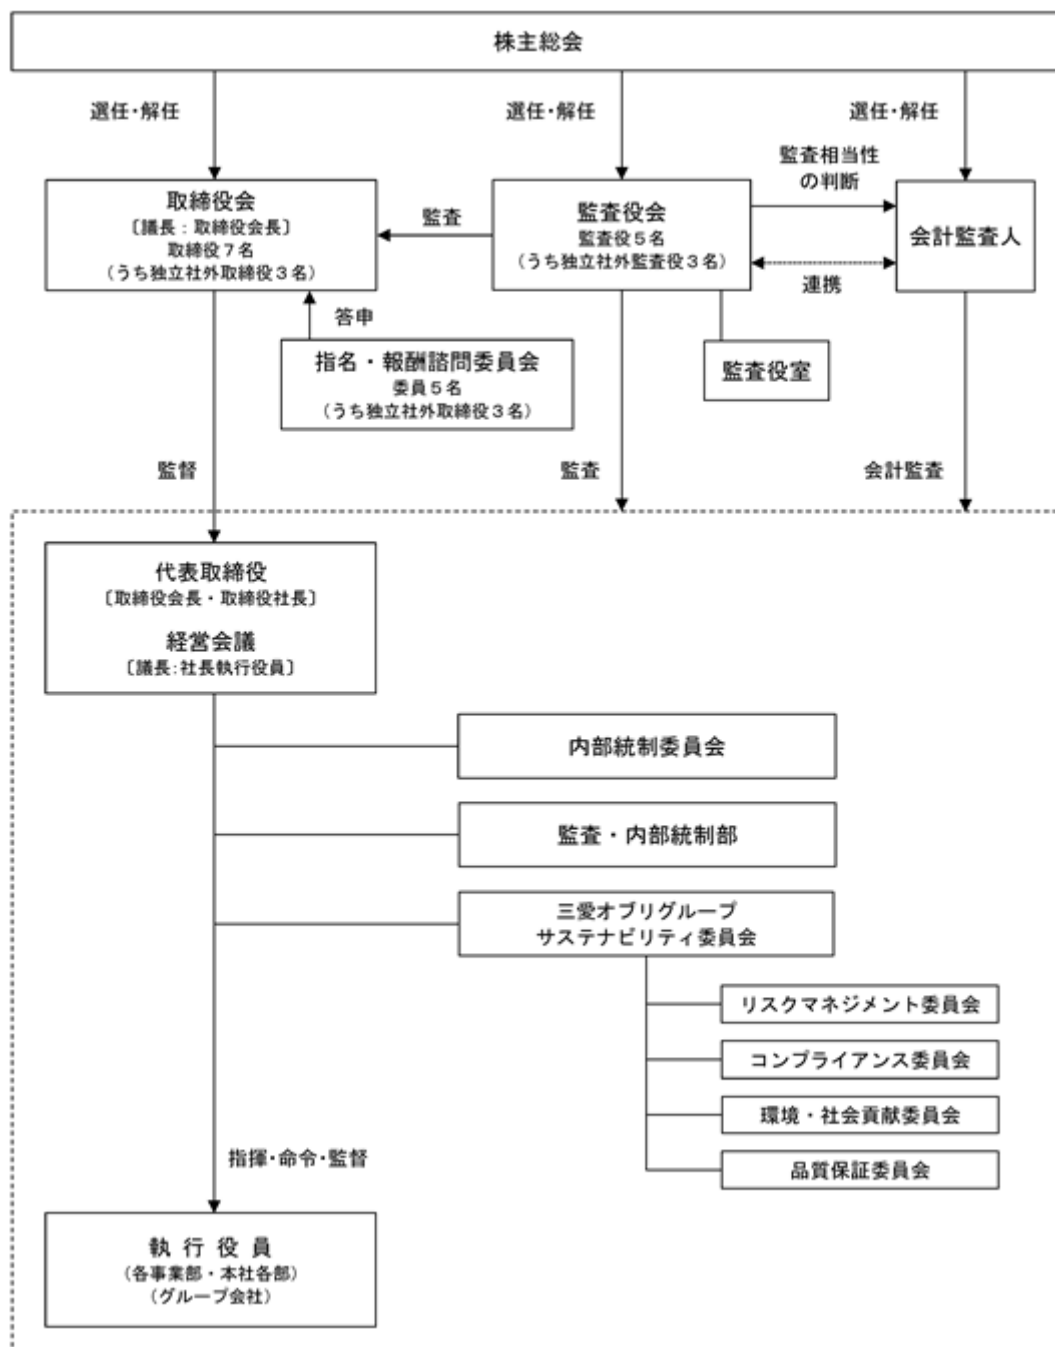 株主総会
選任・解任
選任・解任
選任・解任
監査相当性
の判断
取締役会
〔議長：取締役会長〕
取締役７名
（うち独立社外取締役３名）
監査
監査役会
監査役５名
（うち独立社外監査役３名）
会計監査人
連携
答申
指名・報酬諮問委員会
委員５名
（うち独立社外取締役３名）
監査役室
監督
監査
会計監査
代表取締役
〔取締役会長・取締役社長〕
経営会議
〔議長：社長執行役員〕
内部統制委員会
監査・内部統制部
三愛オブリグループ
サステナビリティ委員会
リスクマネジメント委員会
コンプライアンス委員会
環境・社会貢献委員会
品質保証委員会
指揮・命令・監督
執 行 役 員
（各事業部・本社各部）
（グループ会社）